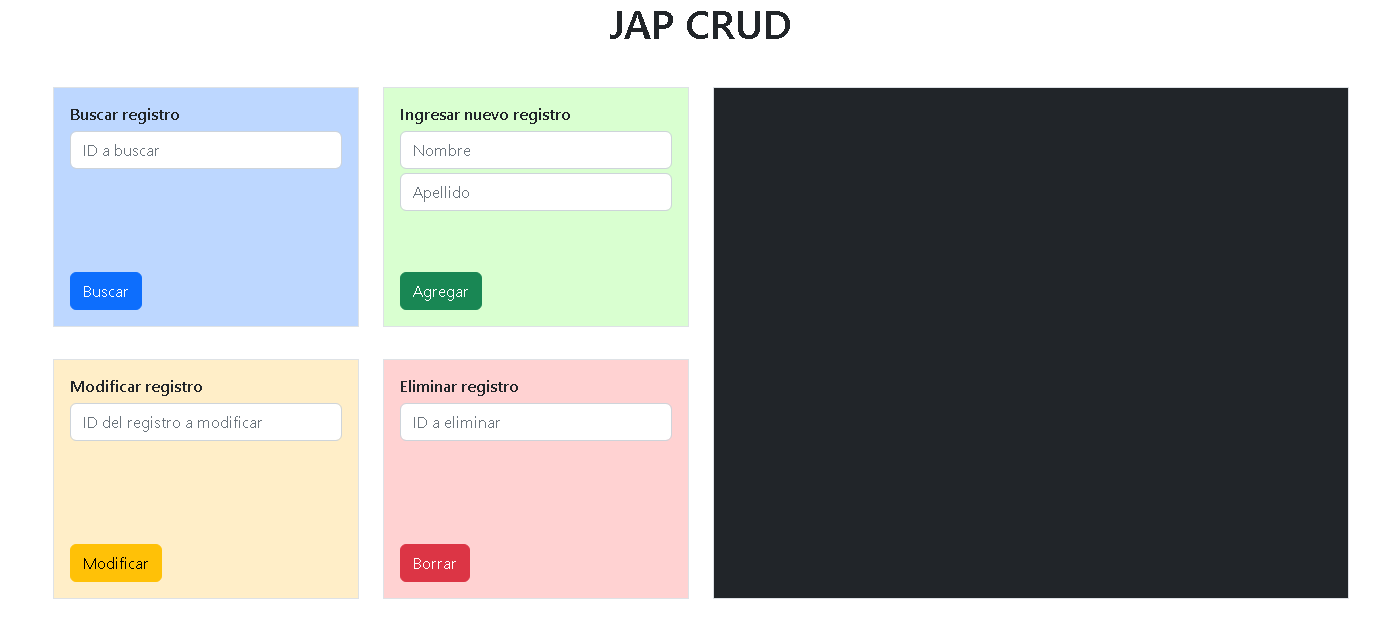 JAP CRUD
Buscar registro
ID a buscar
Buscar
Ingresar nuevo registro
Nombre
Apellido
Agregar
Modificar registro
ID del registro a modificar
Modificar
Eliminar registro
ID a eliminar
Borrar